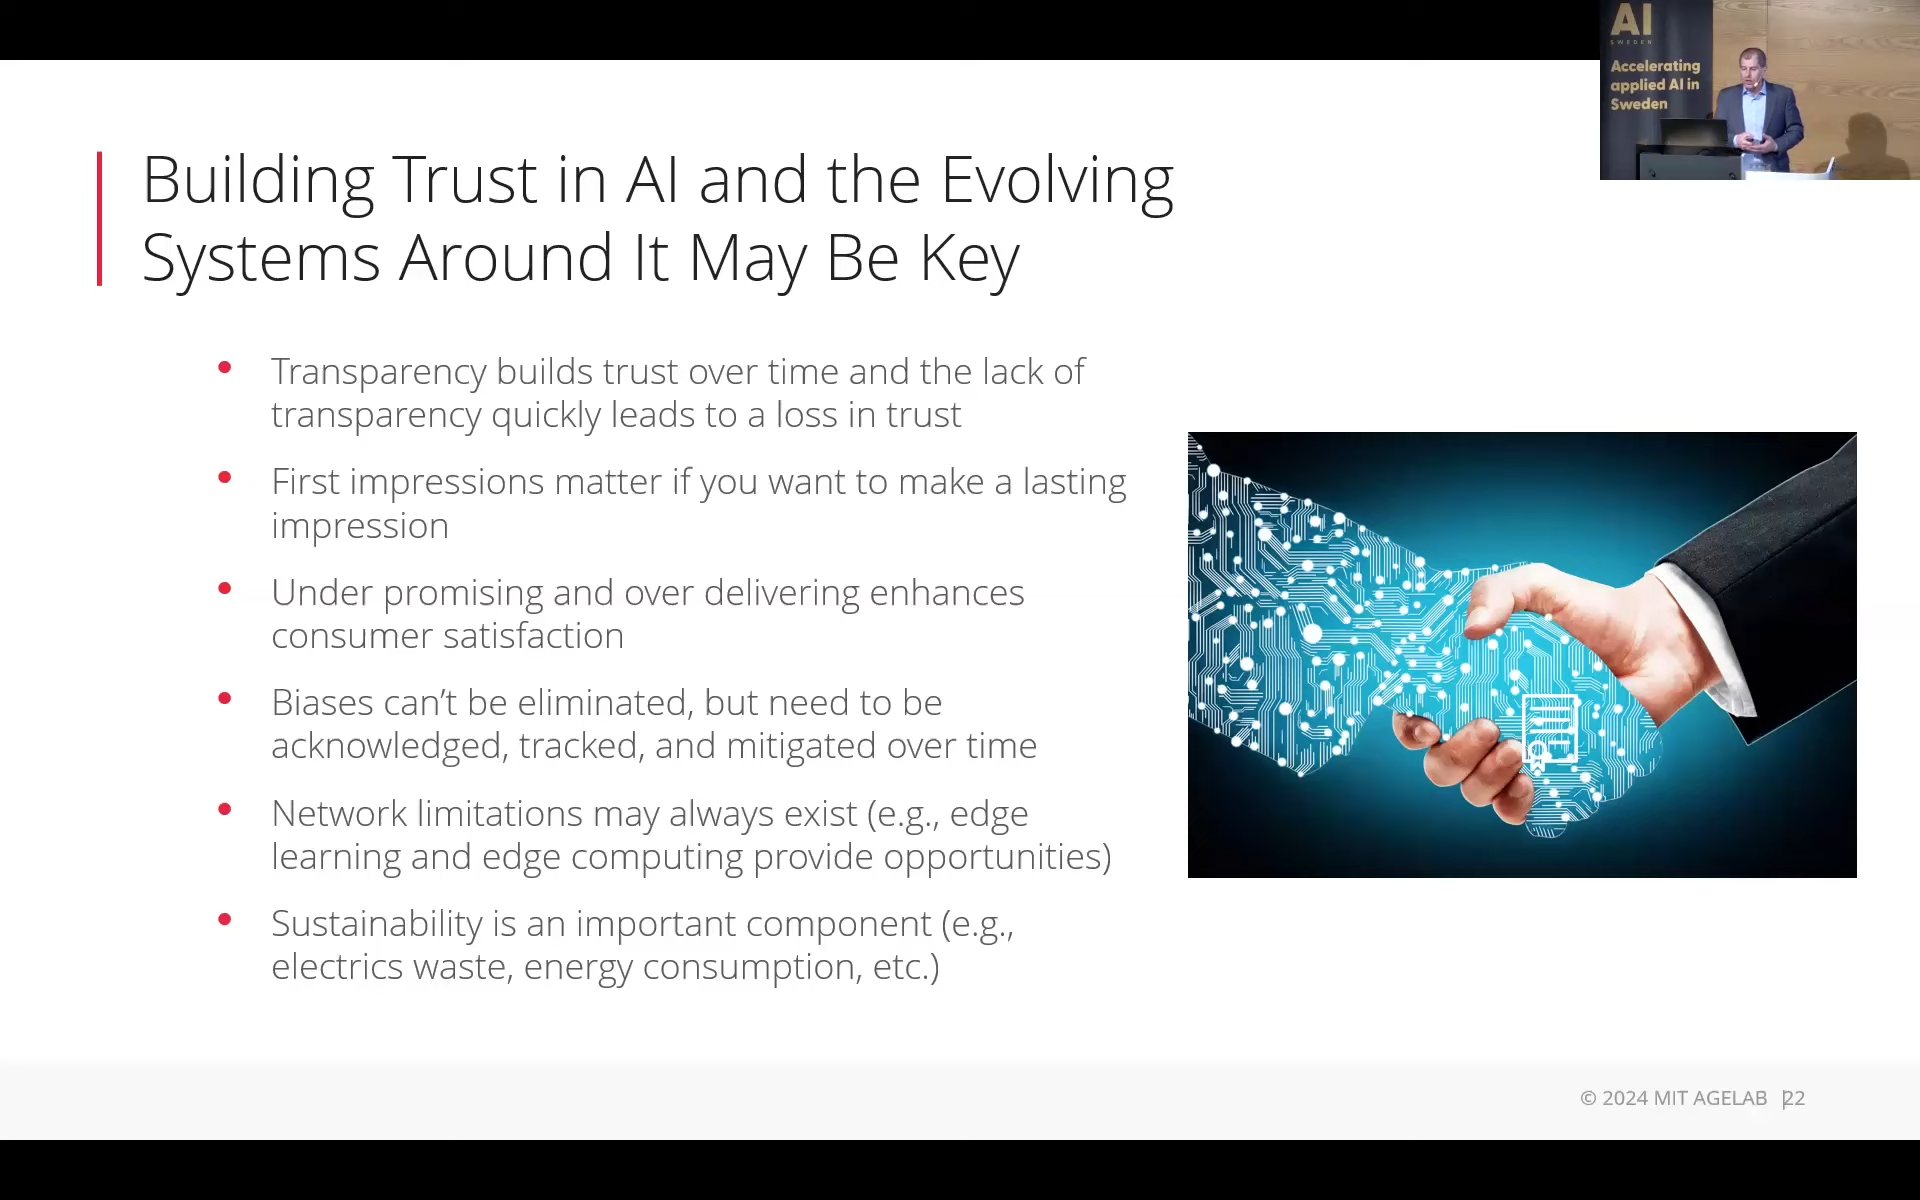 AI
SWEDEN
Accelerating
applied AI in
Sweden
Building Trust in AI and the Evolving
Systems Around It May Be Key
• Transparency builds trust over time and the lack of
transparency quickly leads to a loss in trust
• First impressions matter if you want to make a lasting
impression
• Under promising and over delivering enhances
consumer satisfaction
• Biases can’t be eliminated, but need to be
acknowledged, tracked, and mitigated over time
• Network limitations may always exist (e.g., edge
learning and edge computing provide opportunities)
• Sustainability is an important component (e.g.,
electrics waste, energy consumption, etc.)
© 2024 MIT AGELAB |22